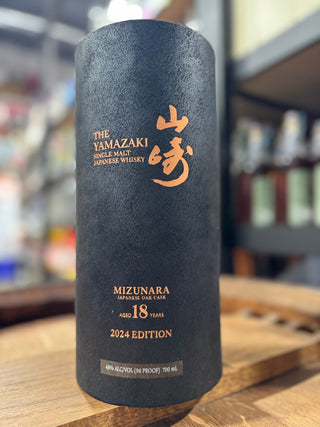 THE
YAMAZAKI
SINGLE MALT
JAPANESE WHISKY
山崎
MIZUNARA
JAPANESE OAK CASK
AGED 18 YEARS
2024 EDITION
48% ALC/VOL (96 PROOF) 700 mL